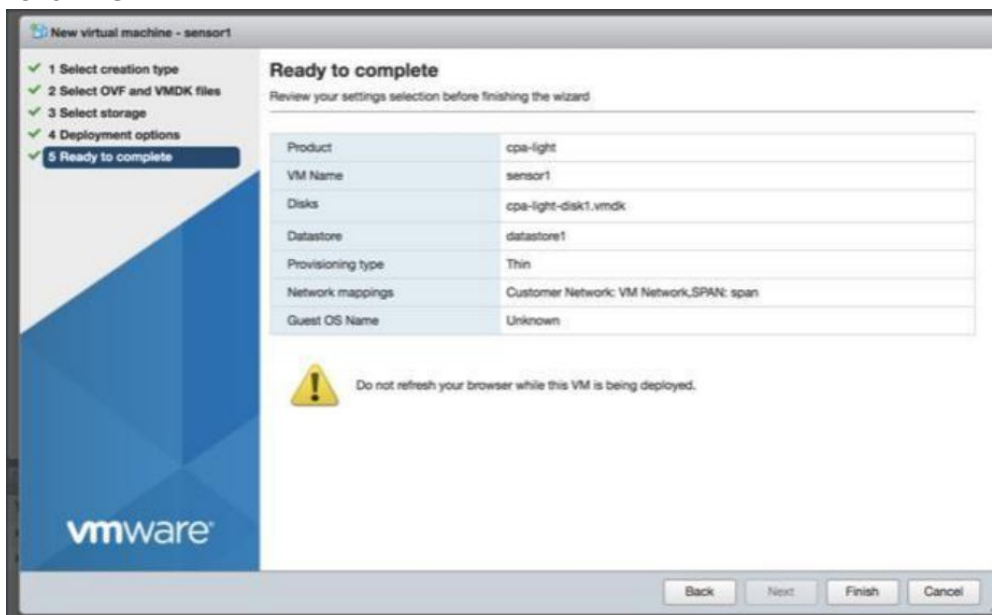 New virtual machine - sensor1
1 Select creation type
2 Select OVF and VMDK files
3 Select storage
4 Deployment options
5 Ready to complete
Ready to complete
Review your settings selection before finishing the wizard
Product cpa-light
VM Name sensor1
Disks cpa-light-disk1.vmdk
Datastore datastore1
Provisioning type Thin
Network mappings Customer Network: VM Network,SPAN: span
Guest OS Name Unknown
Do not refresh your browser while this VM is being deployed.
vmware
Back Next Finish Cancel